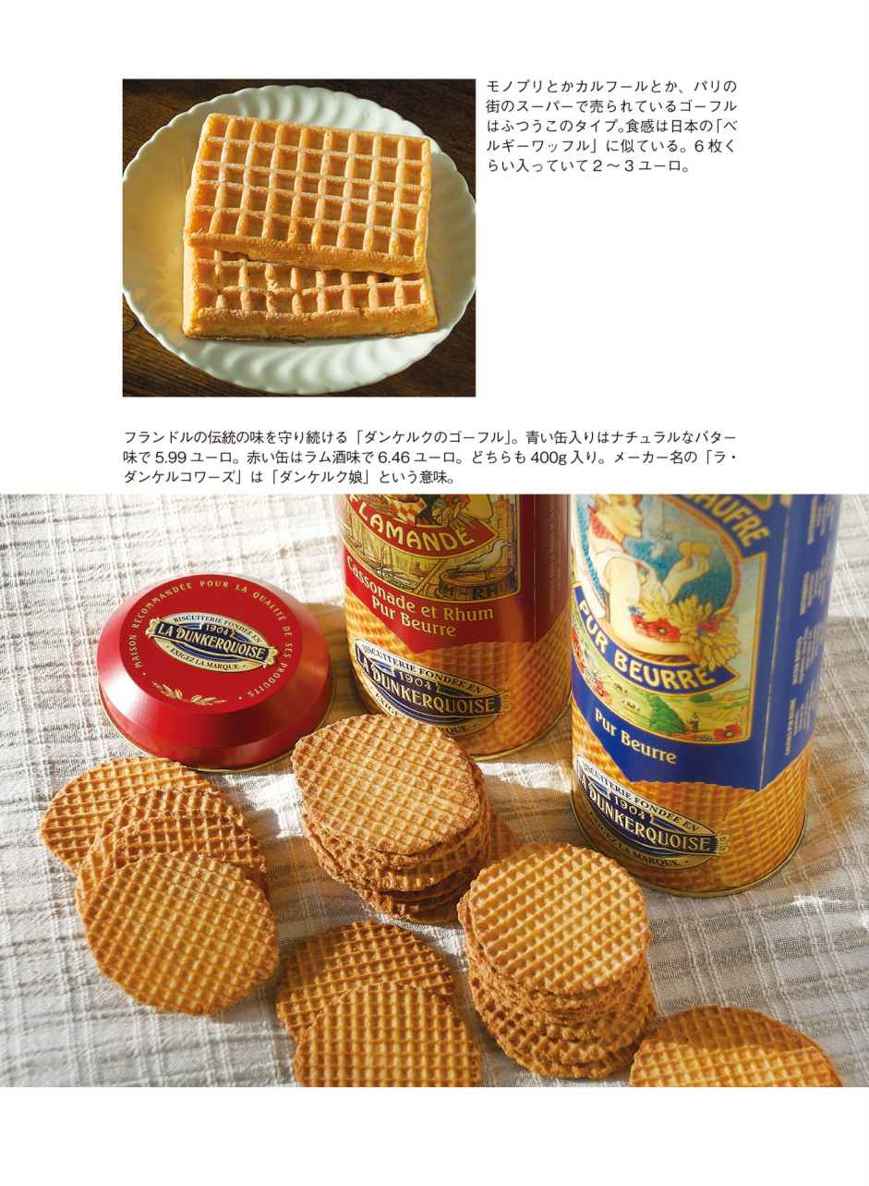 モノプリとかカルフールとか、パリの
街のスーパーで売られているゴーフル
はふつうこのタイプ。食感は日本の「ベ
ルギーワッフル」に似ている。6枚く
らい入っていて2〜3ユーロ。
フランドルの伝統の味を守り続ける「ダンケルクのゴーフル」。青い缶入りはナチュラルなバター
味で5.99ユーロ。赤い缶はラム酒味で6.46ユーロ。どちらも400g入り。メーカー名の「ラ・
ダンケルコワーズ」は「ダンケルク娘」という意味。
MAISON RECOMMANDÉE POUR LA QUALITÉ DE SES PRODUITS
BISCUITERIE FONDÉE EN
1904
LA DUNKERQUOISE
EXIGEZ LA MARQUE
FLAMANDE
Cassonade et Rhum
Pur Beurre
BISCUITERIE FONDÉE EN
1904
LA DUNKERQUOISE
PUR BEURRE
Pur Beurre
BISCUITERIE FONDÉE EN
1904
LA DUNKERQUOISE
EXIGEZ LA MARQUE